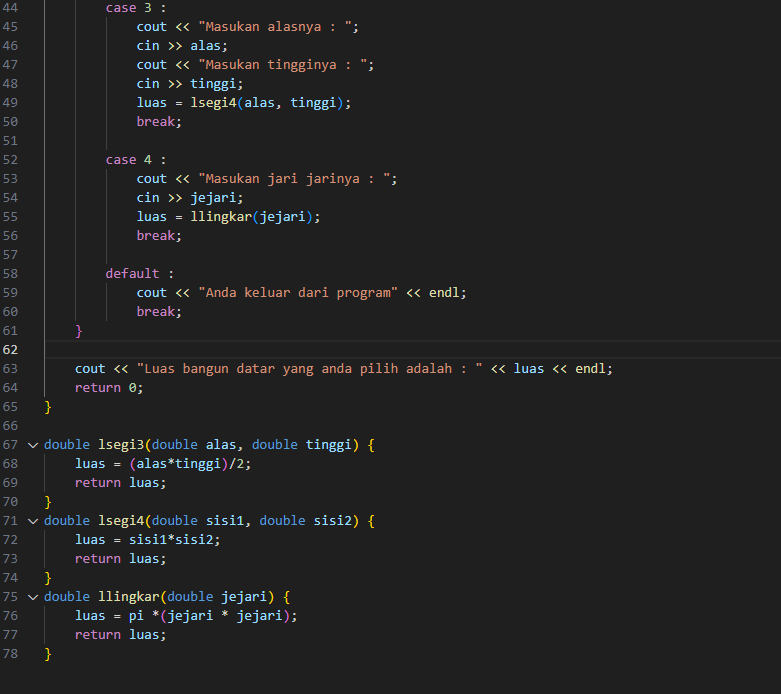 44 case 3 :
45 cout << "Masukan alasnya : ";
46 cin >> alas;
47 cout << "Masukan tingginya : ";
48 cin >> tinggi;
49 luas = lsegi4(alas, tinggi);
50 break;
51
52 case 4 :
53 cout << "Masukan jari jarinya : ";
54 cin >> jejari;
55 luas = llingkar(jejari);
56 break;
57
58 default :
59 cout << "Anda keluar dari program" << endl;
60 break;
61 }
62
63 cout << "Luas bangun datar yang anda pilih adalah : " << luas << endl;
64 return 0;
65 }
66
67 double lsegi3(double alas, double tinggi) {
68 luas = (alas*tinggi)/2;
69 return luas;
70 }
71 double lsegi4(double sisi1, double sisi2) {
72 luas = sisi1*sisi2;
73 return luas;
74 }
75 double llingkar(double jejari) {
76 luas = pi *(jejari * jejari);
77 return luas;
78 }